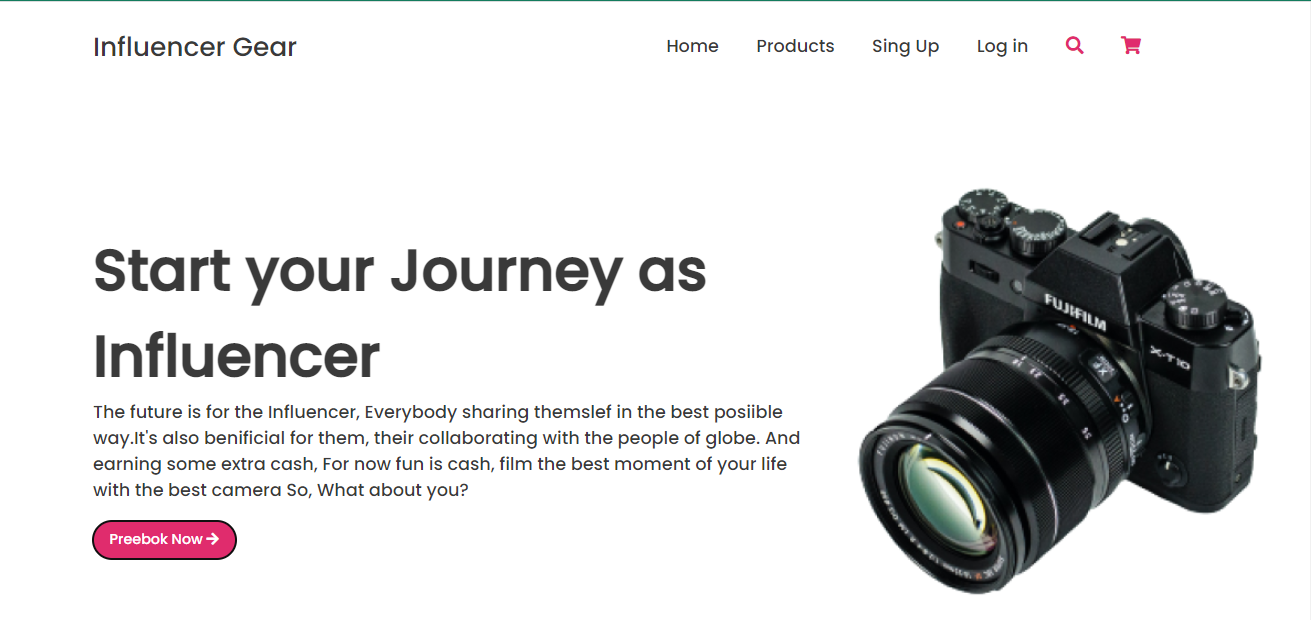 Influencer Gear
Home Products Sing Up Log in
Start your Journey as
Influencer
The future is for the Influencer, Everybody sharing themslef in the best posiible
way.It's also benificial for them, their collaborating with the people of globe. And
earning some extra cash, For now fun is cash, film the best moment of your life
with the best camera So, What about you?
Preebok Now
FUJIFILM
X-T10
XF